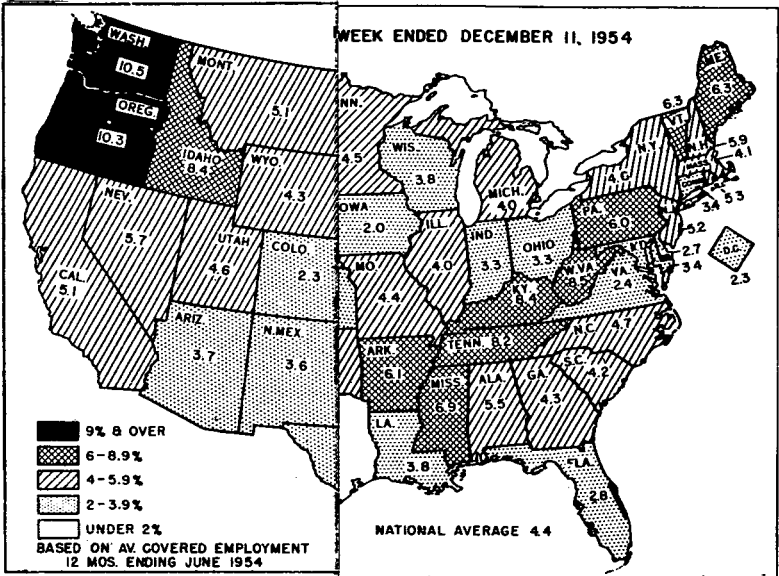 WEEK ENDED DECEMBER 11, 1954
WASH.
10.5
OREG.
10.3
MONT.
5.1
IDAHO
8.4
WYO.
4.3
NEV.
5.7
UTAH
4.6
COLO.
2.3
CAL.
5.1
ARIZ
3.7
N.MEX.
3.6
NN.
4.5
WIS.
3.8
MICH.
4.0
OWA
2.0
ILL.
4.0
IND.
3.3
OHIO
3.3
MO.
4.4
KY.
8.4
W.VA.
8.5
VA.
2.4
PA.
6.0
N.Y.
4.6
ME.
6.3
6.3
VT.
N.H.
5.9
4.1
3.4
5.3
5.2
2.7
3.4
D.C.
2.3
TENN. 8.2
N.C.
4.7
S.C.
4.2
ARK.
6.1
MISS.
6.9
ALA.
5.5
GA.
4.3
LA.
3.8
FLA.
2.8
9% & OVER
6-8.9%
4-5.9%
2-3.9%
UNDER 2%
BASED ON AV. COVERED EMPLOYMENT
12 MOS. ENDING JUNE 1954
NATIONAL AVERAGE 4.4